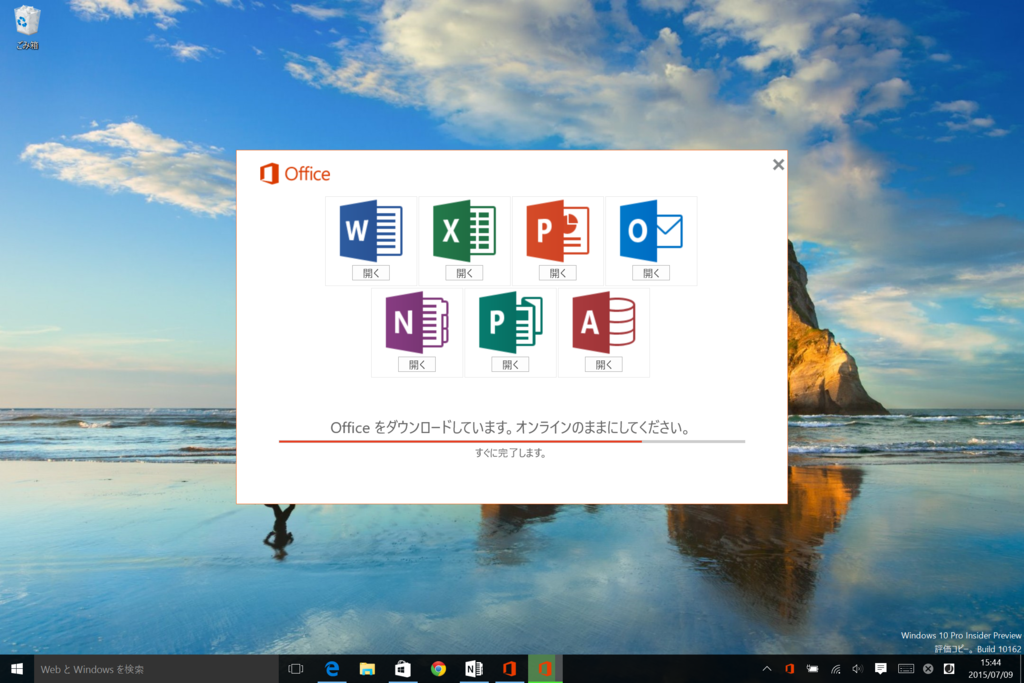 ごみ箱
Office
W
X
P
O
開く
開く
開く
開く
N
P
A
開く
開く
開く
Office をダウンロードしています。オンラインのままにしてください。
すぐに完了します。
Windows 10 Pro Insider Preview
評価コピー。Build 10162
Web と Windows を検索
N
15:44
2015/07/09